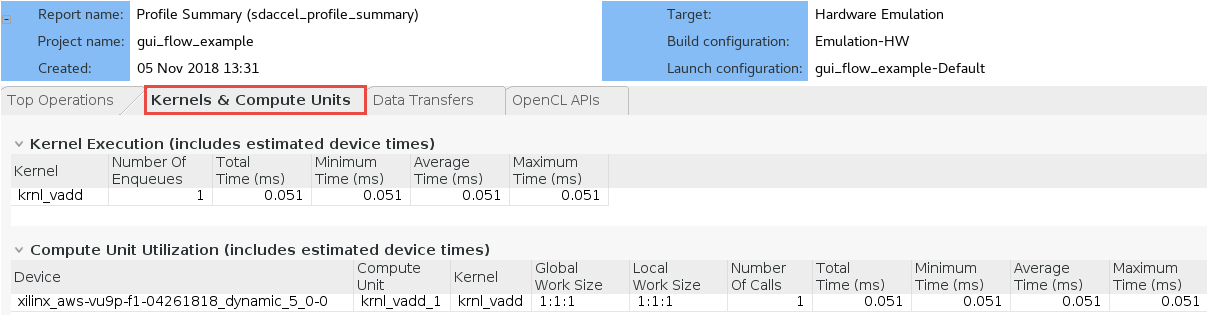 Report name: Profile Summary (sdaccel_profile_summary) Target: Hardware Emulation
Project name: gui_flow_example Build configuration: Emulation-HW
Created: 05 Nov 2018 13:31 Launch configuration: gui_flow_example-Default
Top Operations Kernels & Compute Units Data Transfers OpenCL APIs
Kernel Execution (includes estimated device times)
Kernel Number Of Enqueues Total Time (ms) Minimum Time (ms) Average Time (ms) Maximum Time (ms)
krnl_vadd 1 0.051 0.051 0.051 0.051
Compute Unit Utilization (includes estimated device times)
Device Compute Unit Kernel Global Work Size Local Work Size Number Of Calls Total Time (ms) Minimum Time (ms) Average Time (ms) Maximum Time (ms)
xilinx_aws-vu9p-f1-04261818_dynamic_5_0-0 krnl_vadd_1 krnl_vadd 1:1:1 1:1:1 1 0.051 0.051 0.051 0.051